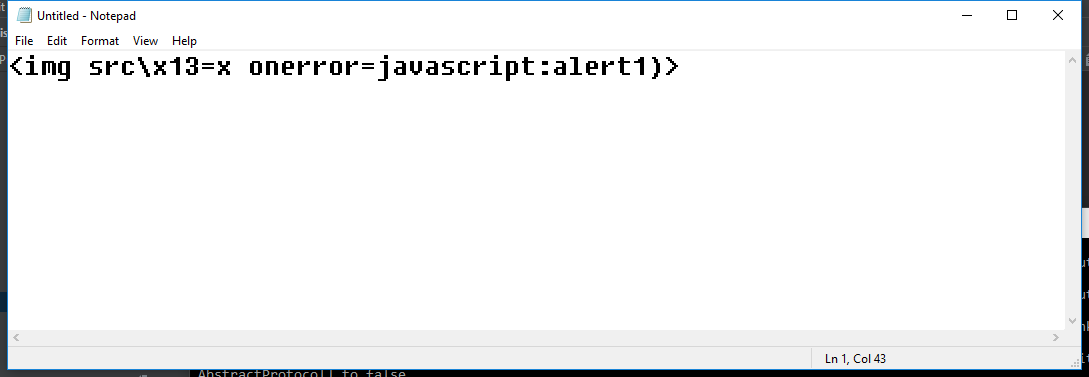 Untitled - Notepad
File Edit Format View Help
<img src\x13=x onerror=javascript:alert1)>
Ln 1, Col 43
AbstractProtocol] to false